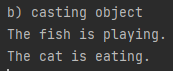 b) casting object
The fish is playing.
The cat is eating.